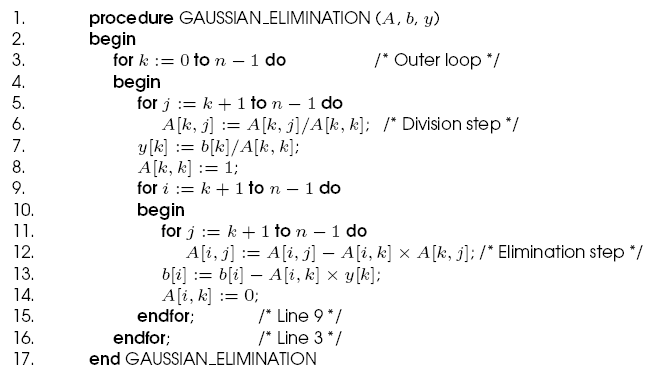 1. procedure GAUSSIAN_ELIMINATION (A, b, y)
2. begin
3. for k := 0 to n − 1 do /* Outer loop */
4. begin
5. for j := k + 1 to n − 1 do
6. A[k, j] := A[k, j]/A[k, k]; /* Division step */
7. y[k] := b[k]/A[k, k];
8. A[k, k] := 1;
9. for i := k + 1 to n − 1 do
10. begin
11. for j := k + 1 to n − 1 do
12. A[i, j] := A[i, j] − A[i, k] × A[k, j]; /* Elimination step */
13. b[i] := b[i] − A[i, k] × y[k];
14. A[i, k] := 0;
15. endfor; /* Line 9 */
16. endfor; /* Line 3 */
17. end GAUSSIAN_ELIMINATION